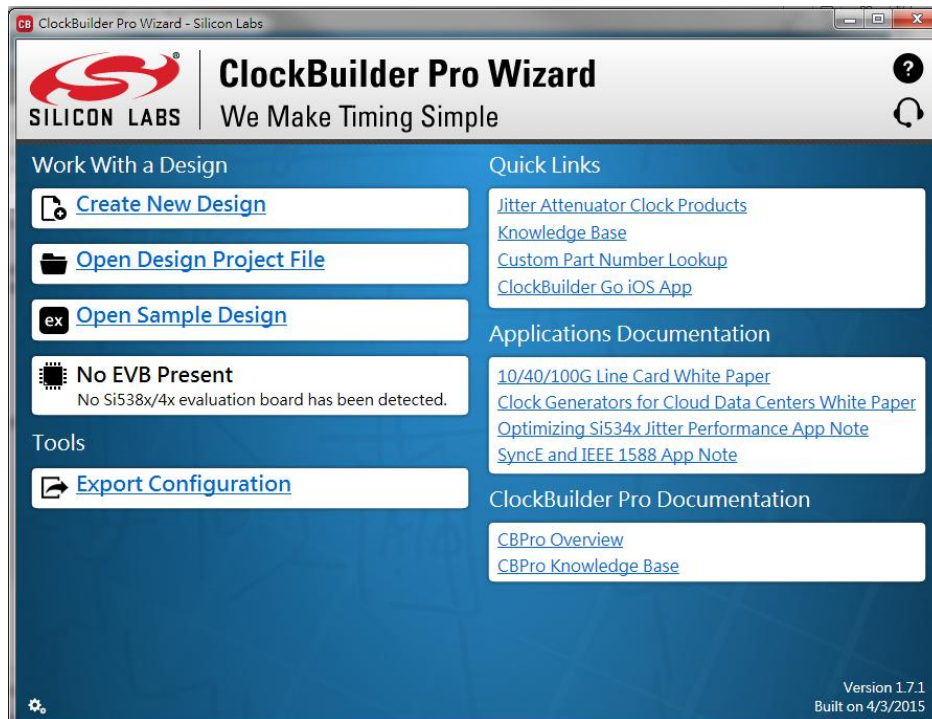 CB ClockBuilder Pro Wizard - Silicon Labs
SILICON LABS
ClockBuilder Pro Wizard
We Make Timing Simple
?
Work With a Design
Create New Design
Open Design Project File
ex Open Sample Design
No EVB Present
No Si538x/4x evaluation board has been detected.
Tools
Export Configuration
Quick Links
Jitter Attenuator Clock Products
Knowledge Base
Custom Part Number Lookup
ClockBuilder Go iOS App
Applications Documentation
10/40/100G Line Card White Paper
Clock Generators for Cloud Data Centers White Paper
Optimizing Si534x Jitter Performance App Note
SyncE and IEEE 1588 App Note
ClockBuilder Pro Documentation
CBPro Overview
CBPro Knowledge Base
Version 1.7.1
Built on 4/3/2015